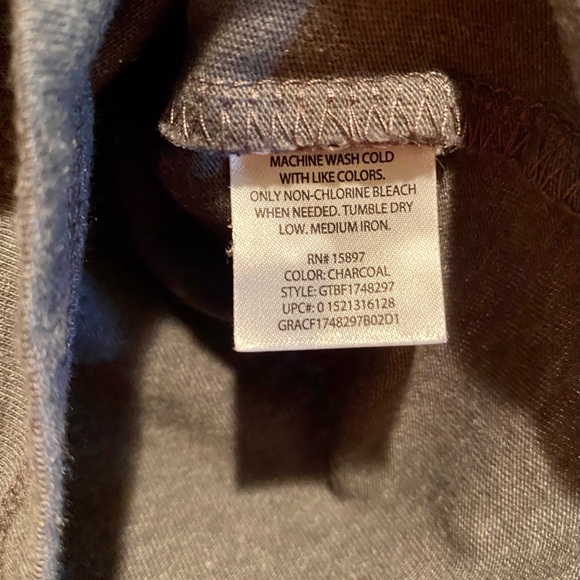 MACHINE WASH COLD
WITH LIKE COLORS.
ONLY NON-CHLORINE BLEACH
WHEN NEEDED. TUMBLE DRY
LOW. MEDIUM IRON.
RN# 15897
COLOR: CHARCOAL
STYLE: GTBF1748297
UPC#: 0 1521316128
GRACF1748297B02D1